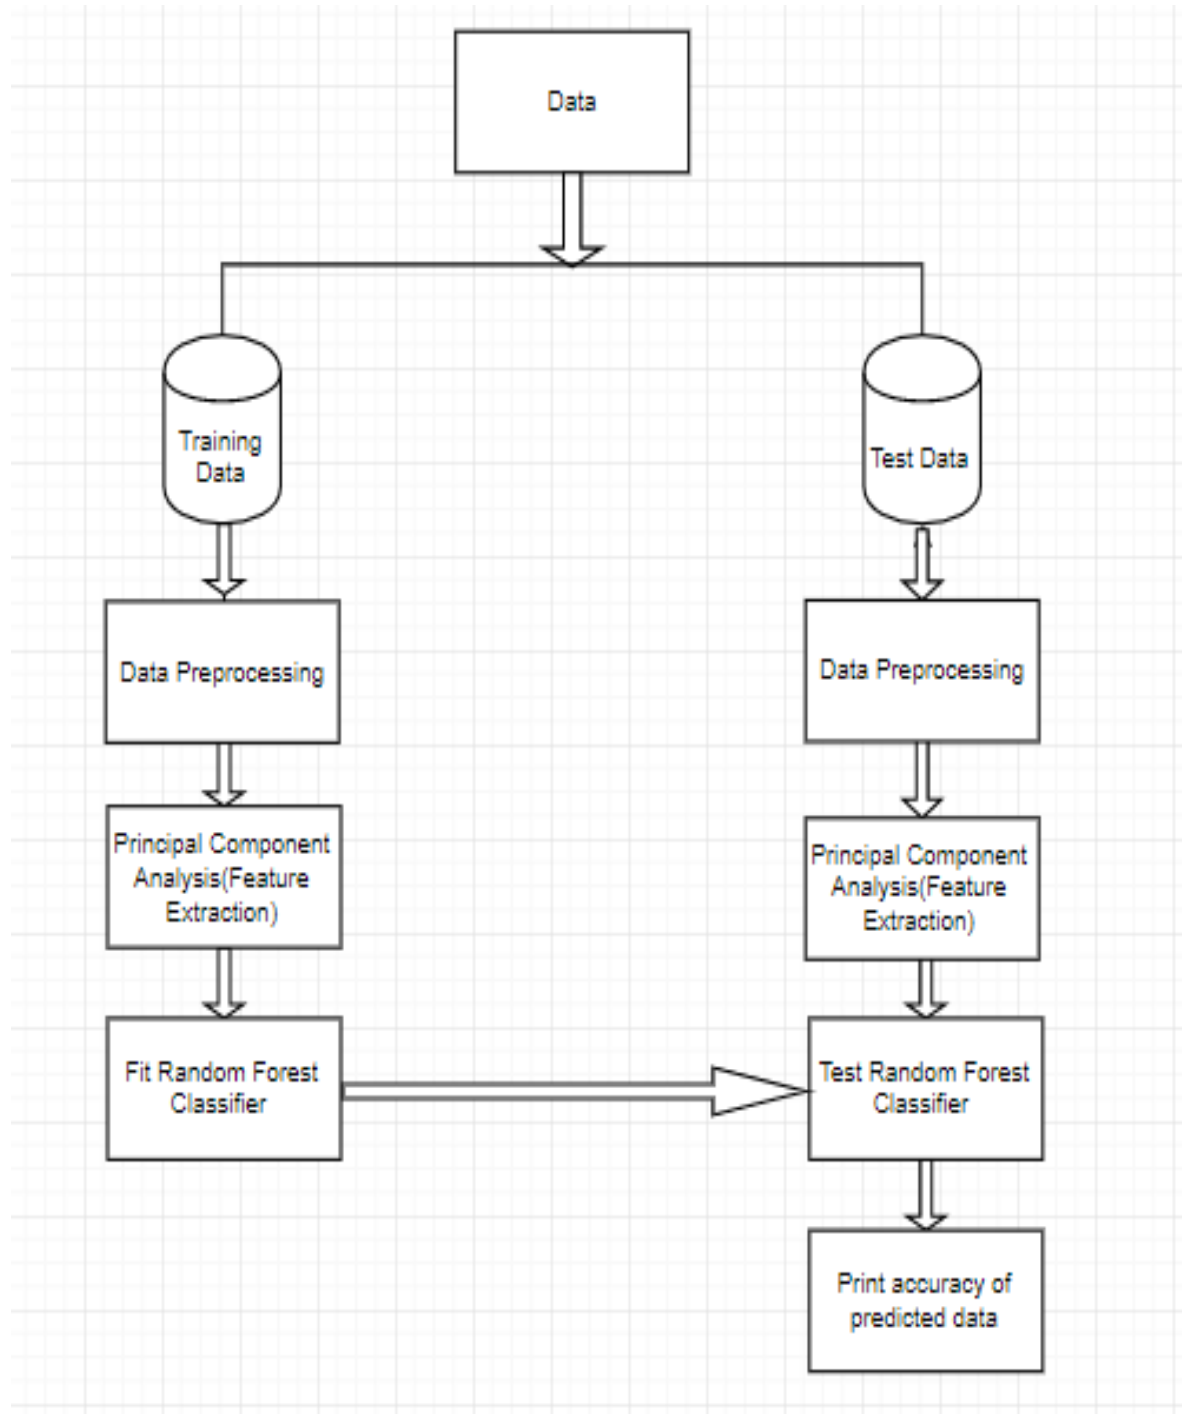 Data
Training
Data
Test Data
Data Preprocessing
Data Preprocessing
Principal Component
Analysis(Feature
Extraction)
Principal Component
Analysis(Feature
Extraction)
Fit Random Forest
Classifier
Test Random Forest
Classifier
Print accuracy of
predicted data